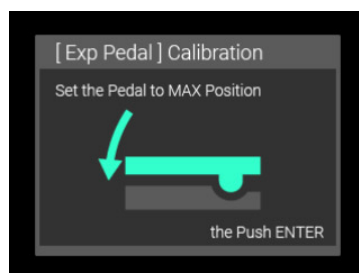 [ Exp Pedal ] Calibration
Set the Pedal to MAX Position
the Push ENTER